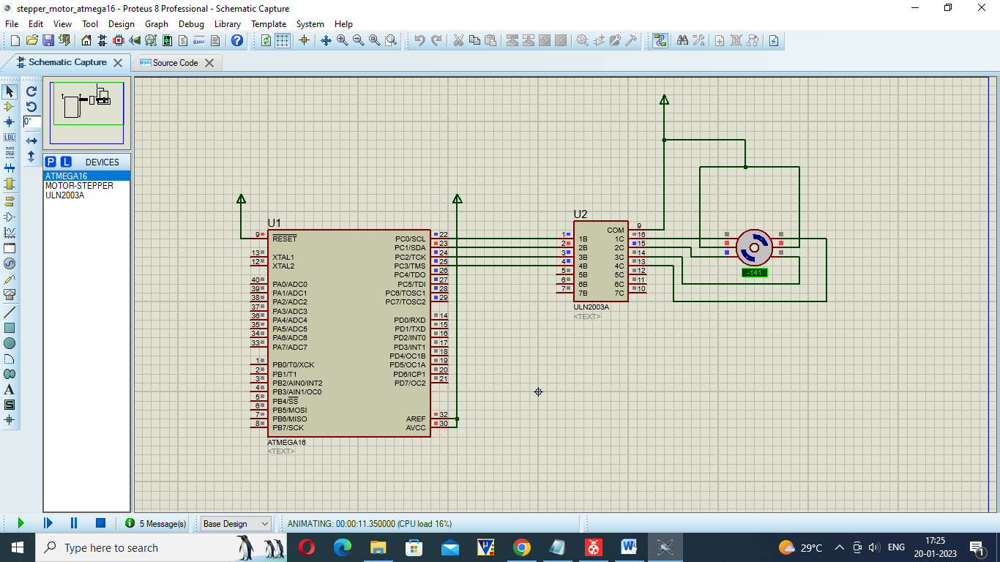 stepper_motor_atmega16 - Proteus 8 Professional - Schematic Capture
File Edit View Tool Design Graph Debug Library Template System Help
Schematic Capture
Source Code
0°
LBL
P L DEVICES
ATMEGA16
MOTOR-STEPPER
ULN2003A
A
S
U1
9 RESET
13 XTAL1
12 XTAL2
40 PA0/ADC0
39 PA1/ADC1
38 PA2/ADC2
37 PA3/ADC3
36 PA4/ADC4
35 PA5/ADC5
34 PA6/ADC6
33 PA7/ADC7
1 PB0/T0/XCK
2 PB1/T1
3 PB2/AIN0/INT2
4 PB3/AIN1/OC0
5 PB4/SS
6 PB5/MOSI
7 PB6/MISO
8 PB7/SCK
PC0/SCL 22
PC1/SDA 23
PC2/TCK 24
PC3/TMS 25
PC4/TDO 26
PC5/TDI 27
PC6/TOSC1 28
PC7/TOSC2 29
PD0/RXD 14
PD1/TXD 15
PD2/INT0 16
PD3/INT1 17
PD4/OC1B 18
PD5/OC1A 19
PD6/ICP1 20
PD7/OC2 21
AREF 32
AVCC 30
ATMEGA16
<TEXT>
U2
COM 9
1 1B 1C 16
2 2B 2C 15
3 3B 3C 14
4 4B 4C 13
5 5B 5C 12
6 6B 6C 11
7 7B 7C 10
ULN2003A
<TEXT>
-141
5 Message(s)
Base Design
ANIMATING: 00:00:11.350000 (CPU load 16%)
Type here to search
29°C
ENG
17:25
20-01-2023
1